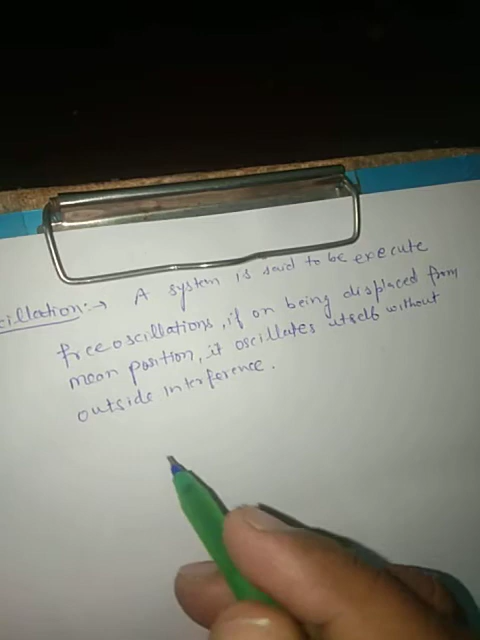 cillation:→ A system is said to be execute
free oscillations, if on being displaced from
mean position, it oscillates itself without
outside interference.